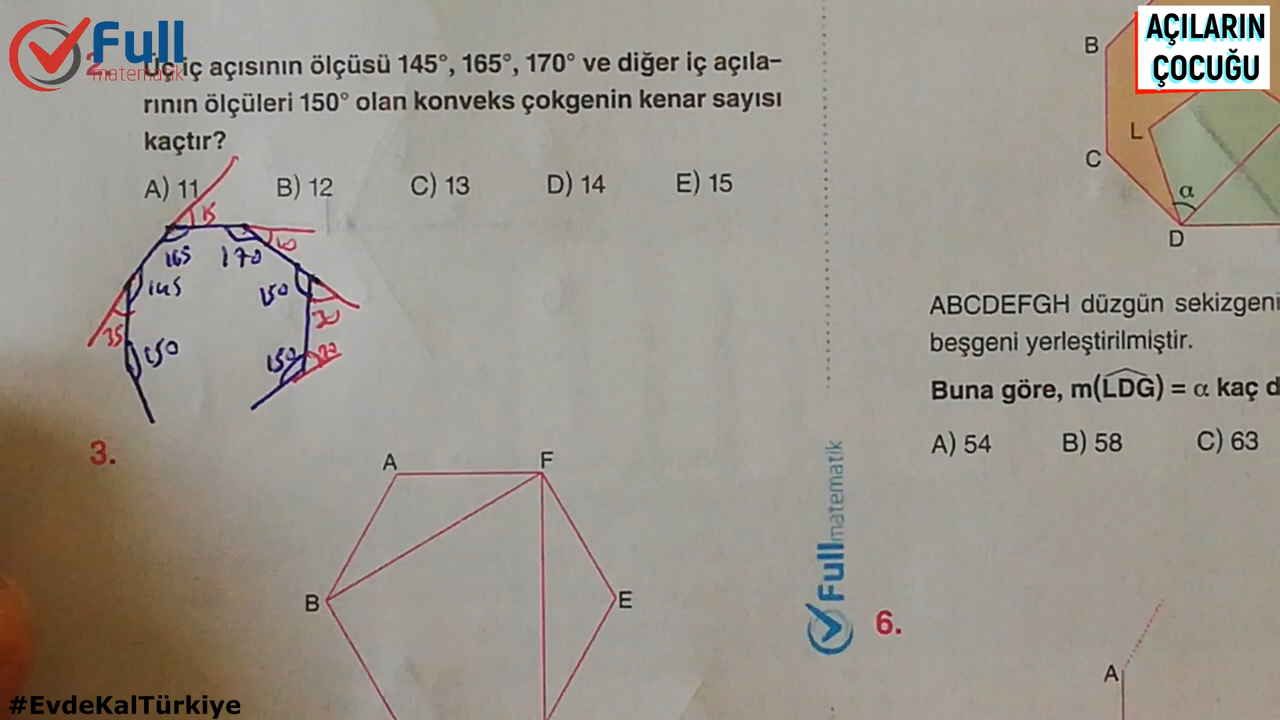 Full
matematik
AÇILARIN
ÇOCUĞU
2. Üç iç açısının ölçüsü 145°, 165°, 170° ve diğer iç açıla-
rının ölçüleri 150° olan konveks çokgenin kenar sayısı
kaçtır?
A) 11 B) 12 C) 13 D) 14 E) 15
15
10
165 170
145
150
30
35
150
150
30
3.
A F
B E
Fullmatematik
B
L
C
α
D
ABCDEFGH düzgün sekizgeni
beşgeni yerleştirilmiştir.
Buna göre, m(LDG) = α kaç d
A) 54 B) 58 C) 63
6.
A
#EvdeKalTürkiye